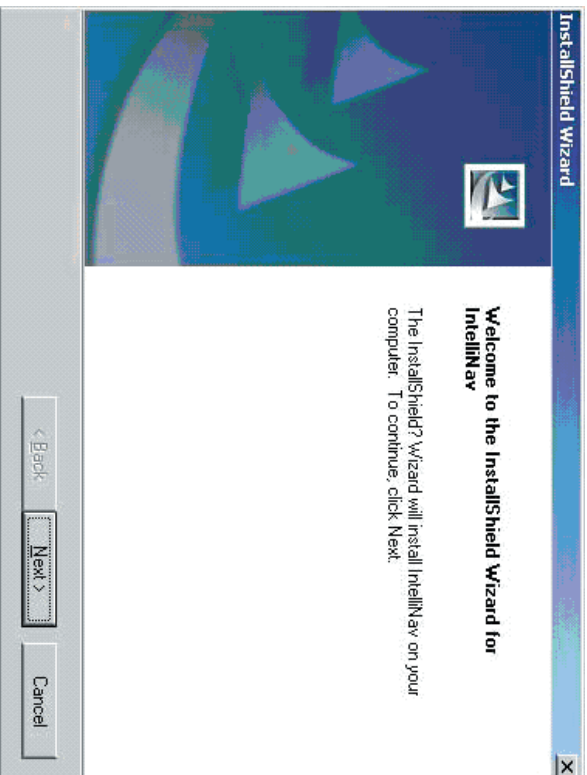 InstallShield Wizard
Welcome to the InstallShield Wizard for
IntelliNav
The InstallShield? Wizard will install IntelliNav on your
computer. To continue, click Next.
< Back
Next >
Cancel